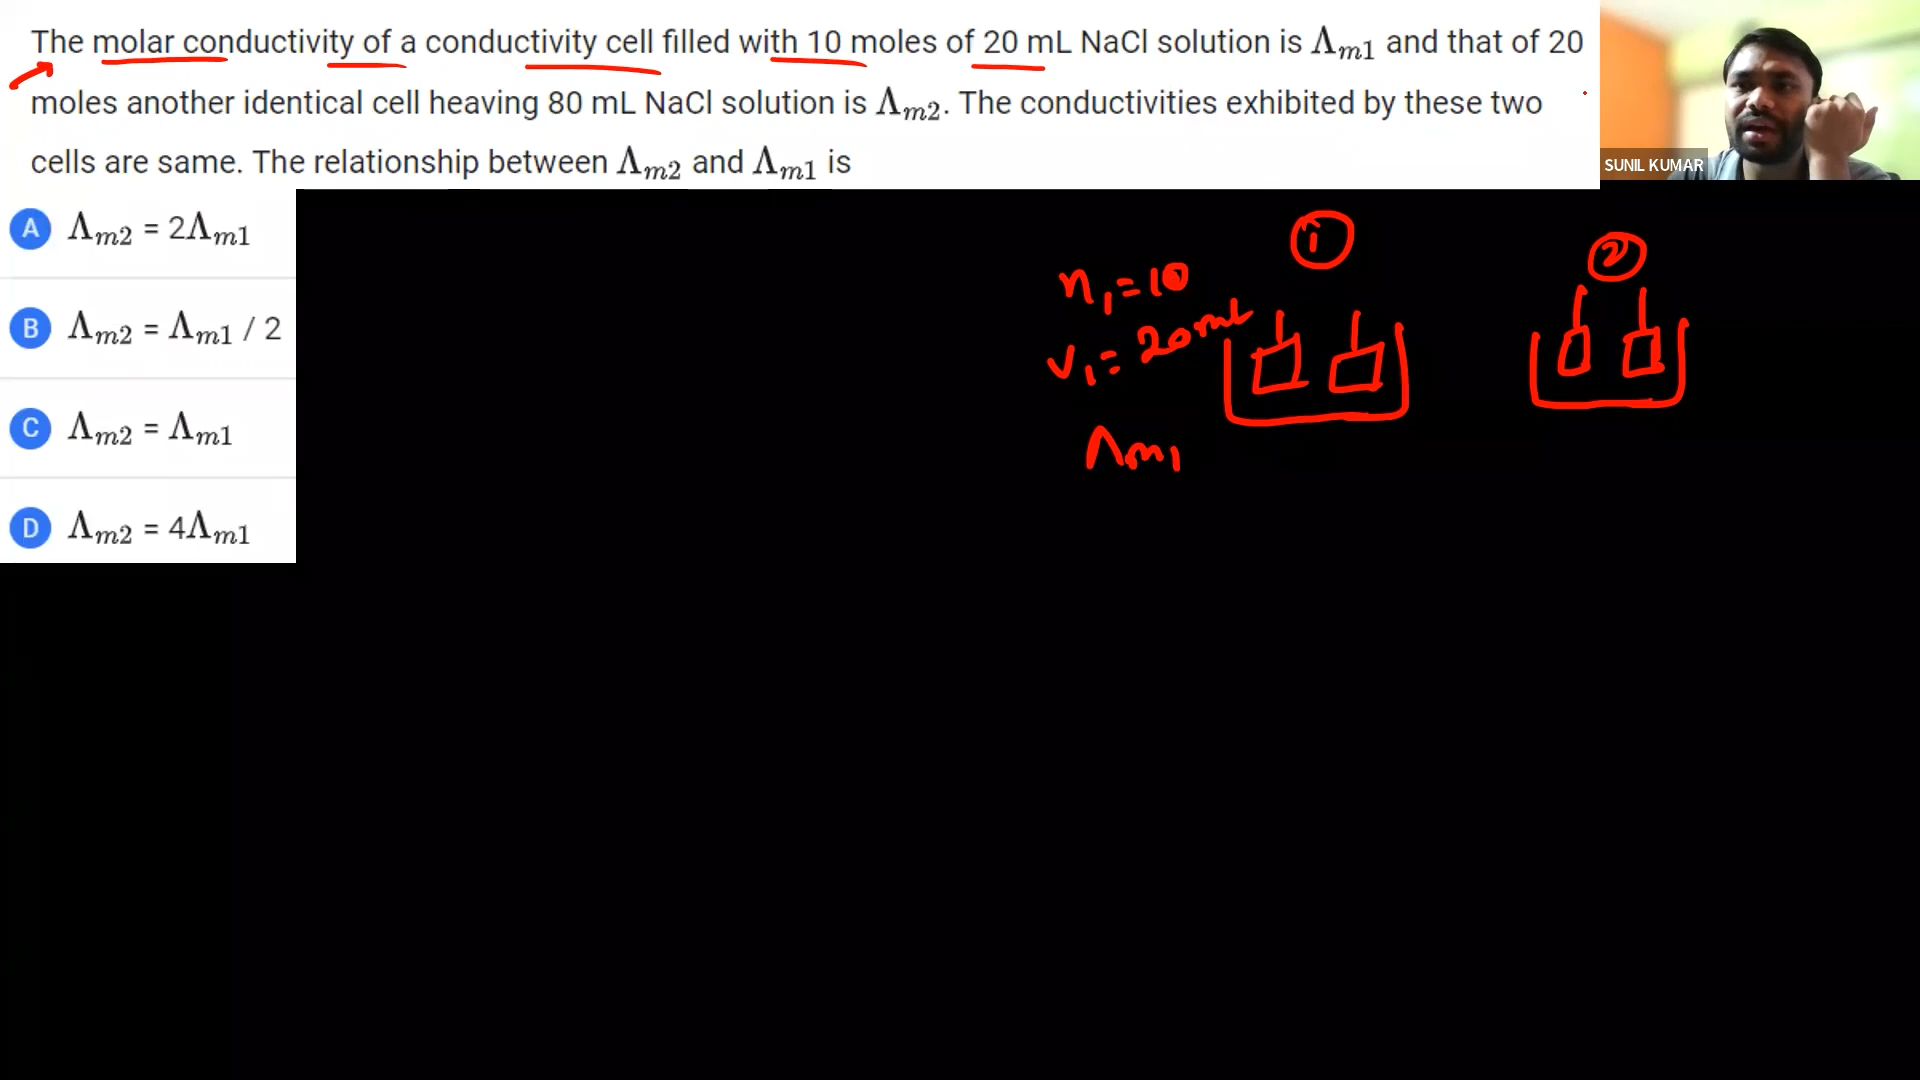 The molar conductivity of a conductivity cell filled with 10 moles of 20 mL NaCl solution is Λm1 and that of 20
moles another identical cell heaving 80 mL NaCl solution is Λm2. The conductivities exhibited by these two
cells are same. The relationship between Λm2 and Λm1 is
SUNIL KUMAR
A Λm2 = 2Λm1
B Λm2 = Λm1 / 2
C Λm2 = Λm1
D Λm2 = 4Λm1
1
2
n1 = 10
v1 = 20 mL
Λm1